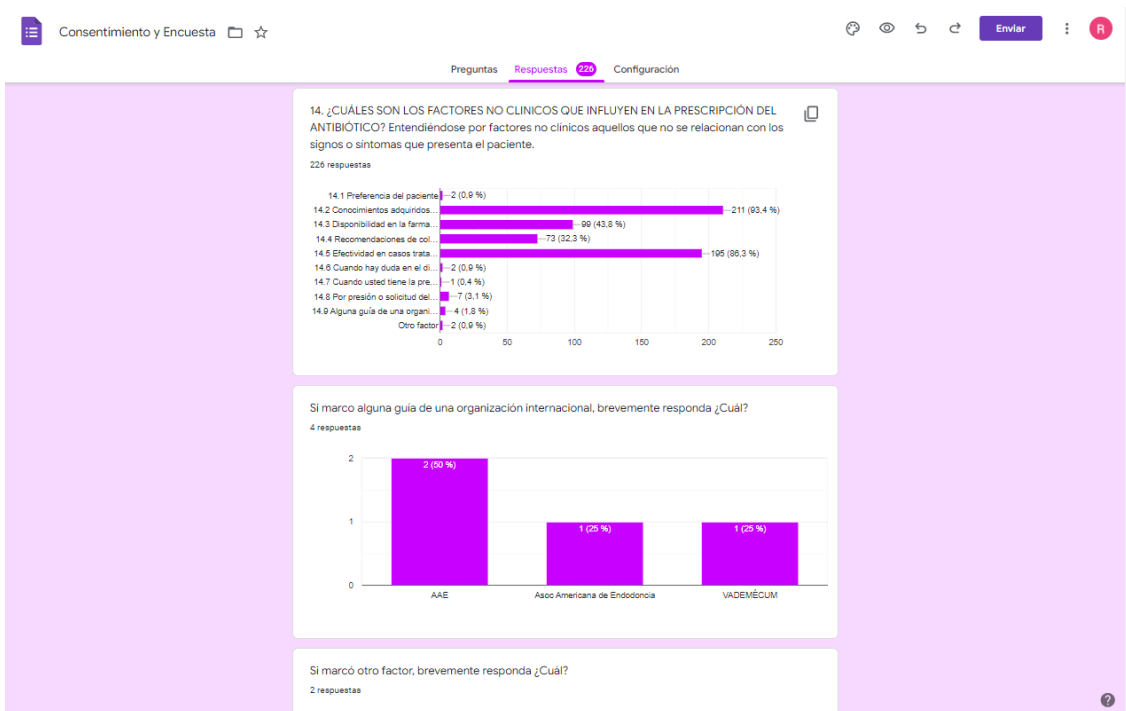 Consentimiento y Encuesta
Enviar
R
Preguntas Respuestas 226 Configuración
14. ¿CUÁLES SON LOS FACTORES NO CLINICOS QUE INFLUYEN EN LA PRESCRIPCIÓN DEL
ANTIBIÓTICO? Entendiéndose por factores no clínicos aquellos que no se relacionan con los
signos o síntomas que presenta el paciente.
226 respuestas
14.1 Preferencia del paciente 2 (0,9 %)
14.2 Conocimientos adquiridos... 211 (93,4 %)
14.3 Disponibilidad en la farma... 99 (43,8 %)
14.4 Recomendaciones de col... 73 (32,3 %)
14.5 Efectividad en casos trata... 195 (86,3 %)
14.6 Cuando hay duda en el di... 2 (0,9 %)
14.7 Cuando usted tiene la pre... 1 (0,4 %)
14.8 Por presión o solicitud del... 7 (3,1 %)
14.9 Alguna guía de una organi... 4 (1,8 %)
Otro factor 2 (0,9 %)
0 50 100 150 200 250
Si marco alguna guía de una organización internacional, brevemente responda ¿Cuál?
4 respuestas
2
2 (50 %)
1
1 (25 %) 1 (25 %)
0
AAE Asoc Americana de Endodoncia VADEMÉCUM
Si marcó otro factor, brevemente responda ¿Cuál?
2 respuestas